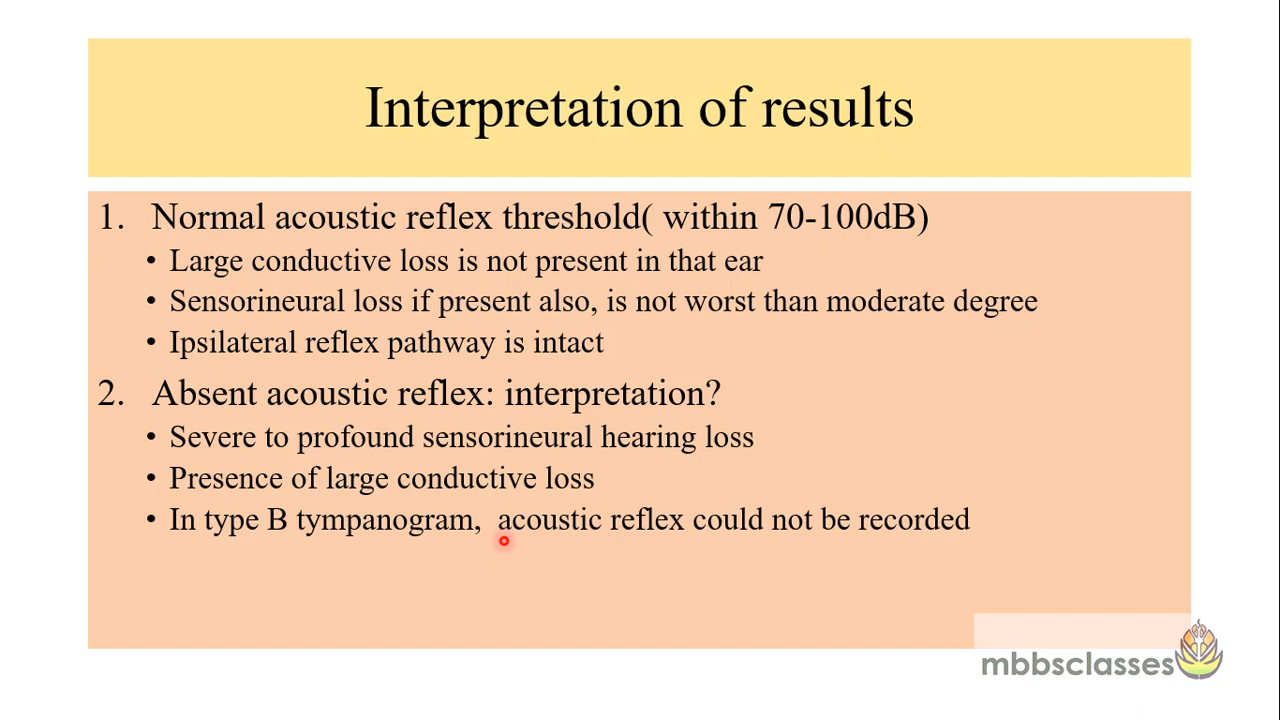 Interpretation of results
1. Normal acoustic reflex threshold( within 70-100dB)
• Large conductive loss is not present in that ear
• Sensorineural loss if present also, is not worst than moderate degree
• Ipsilateral reflex pathway is intact
2. Absent acoustic reflex: interpretation?
• Severe to profound sensorineural hearing loss
• Presence of large conductive loss
• In type B tympanogram,  acoustic reflex could not be recorded
mbbsclasses